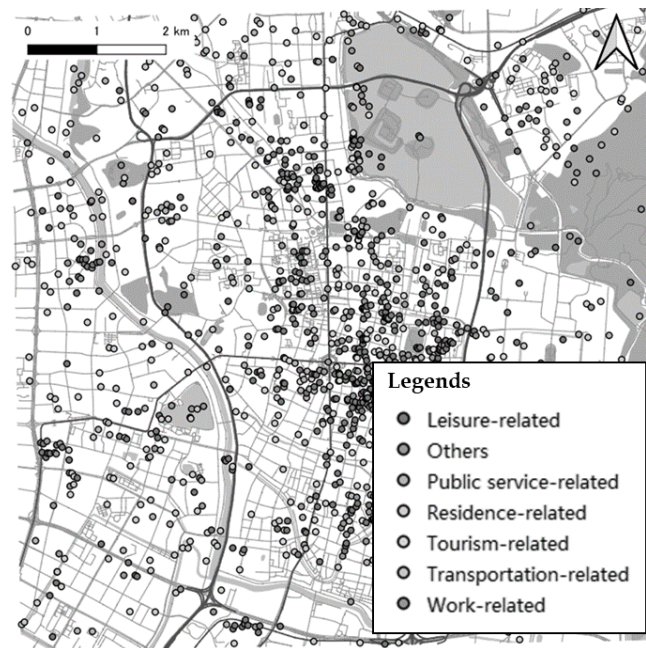 0 1 2 km
Legends
Leisure-related
Others
Public service-related
Residence-related
Tourism-related
Transportation-related
Work-related